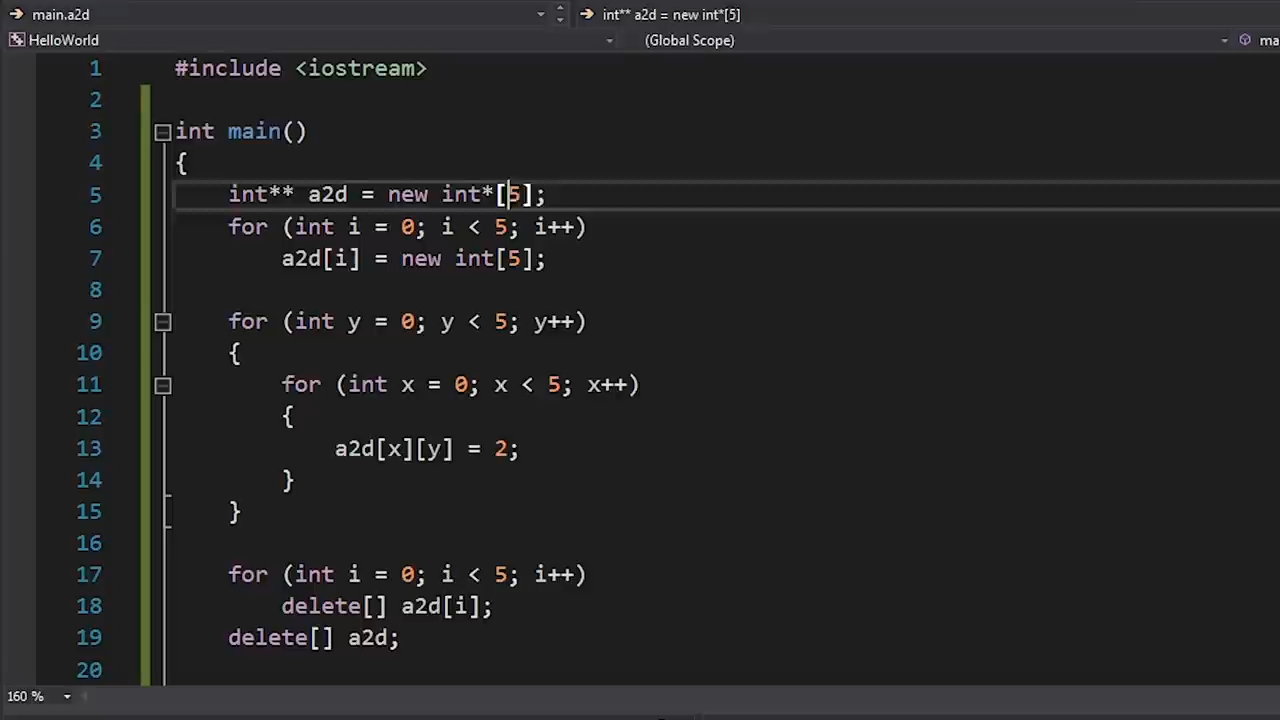 main.a2d int** a2d = new int*[5]
HelloWorld (Global Scope) ma
1 #include <iostream>
2
3 int main()
4 {
5 int** a2d = new int*[5];
6 for (int i = 0; i < 5; i++)
7 a2d[i] = new int[5];
8
9 for (int y = 0; y < 5; y++)
10 {
11 for (int x = 0; x < 5; x++)
12 {
13 a2d[x][y] = 2;
14 }
15 }
16
17 for (int i = 0; i < 5; i++)
18 delete[] a2d[i];
19 delete[] a2d;
20
160 %